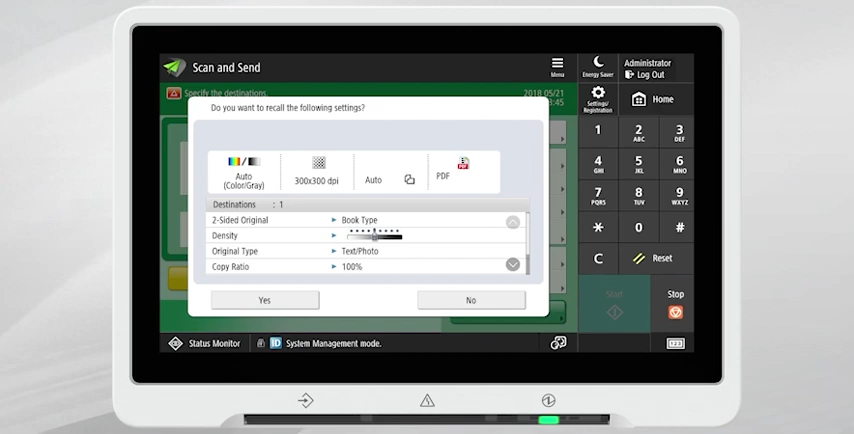 Scan and Send
Menu
Energy Saver
Administrator
Log Out
Specify the destinations.
2018 05/21
Settings/
Registration
Home
Do you want to recall the following settings?
Auto
(Color/Gray)
300x300 dpi
Auto
PDF
PDF
Destinations : 1
2-Sided Original ► Book Type
Density ►
Original Type ► Text/Photo
Copy Ratio ► 100%
Yes
No
1
2
ABC
3
DEF
4
GHI
5
JKL
6
MNO
7
PQRS
8
TUV
9
WXYZ
*
0
#
C
Reset
Start
Stop
Status Monitor
ID System Management mode.
123